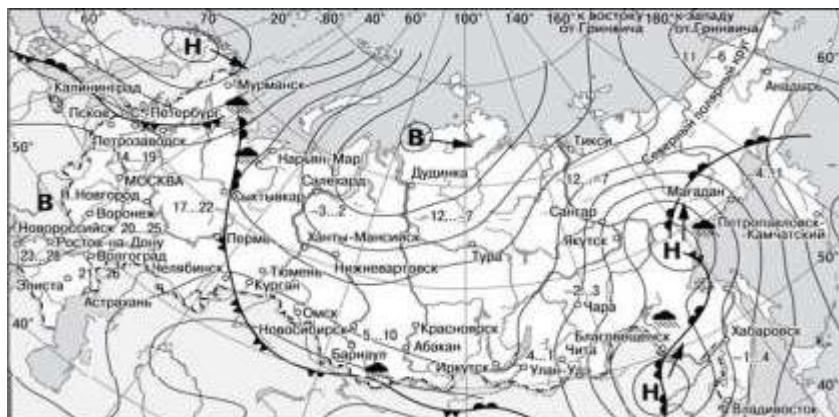 80° 70° 70° 80° 60° 100° 140° 160° к востоку 180° к западу
от Гринвича от Гринвича
60°
Н
11 –6
Мурманск
Калининград
Анадырь
Северный полярный круг
Псков С.-Петербург
В
Петрозаводск
Тикси
50°
14...19
Нарьян-Мар
–4...1
МОСКВА
Салехард
Дудинка
12...–7
Магадан
Н.Новгород
Сыктывкар
В
17...22
–3...2
12...–7
Сангар
Воронеж
Петропавловск-
Камчатский
Новороссийск 20...25
Ханты-Мансийск
Якутск
Н
Ростов-на-Дону
Пермь
Тура
50°
23...28
Волгоград
Нижневартовск
21...26
Челябинск
Тюмень
–2...3
Элиста
Курган
Чара
Астрахань
Омск
Красноярск
Хабаровск
40°
Новосибирск
5...10
Благовещенск
Абакан
Чита
–1...4
Барнаул
Иркутск
4...1
Улан-Удэ
Н
40°
Владивосток